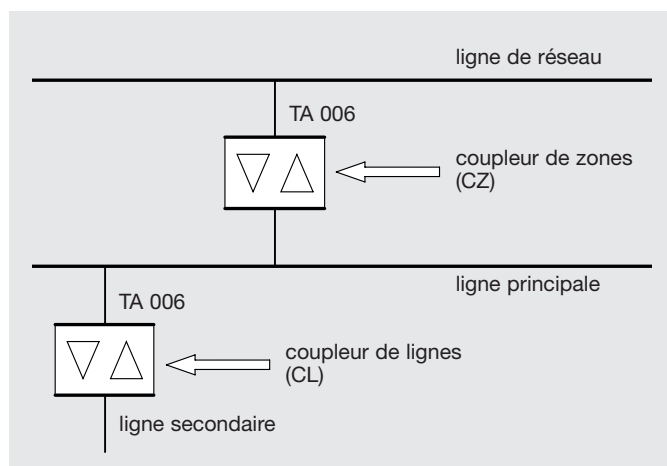 ligne de réseau
TA 006
coupleur de zones
(CZ)
ligne principale
TA 006
coupleur de lignes
(CL)
ligne secondaire